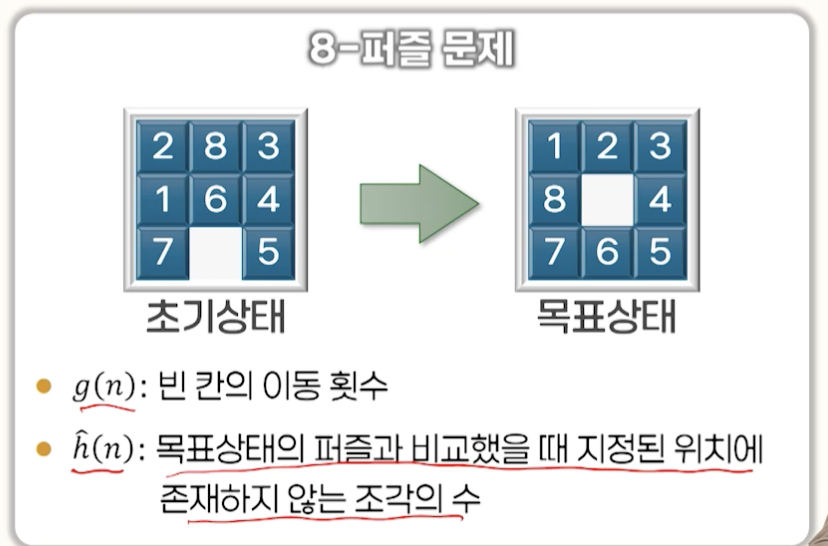 8-퍼즐 문제
2 8 3
1 6 4
7 5
초기상태
1 2 3
8 4
7 6 5
목표상태
g(n): 빈 칸의 이동 횟수
ĥ(n): 목표상태의 퍼즐과 비교했을 때 지정된 위치에
존재하지 않는 조각의 수